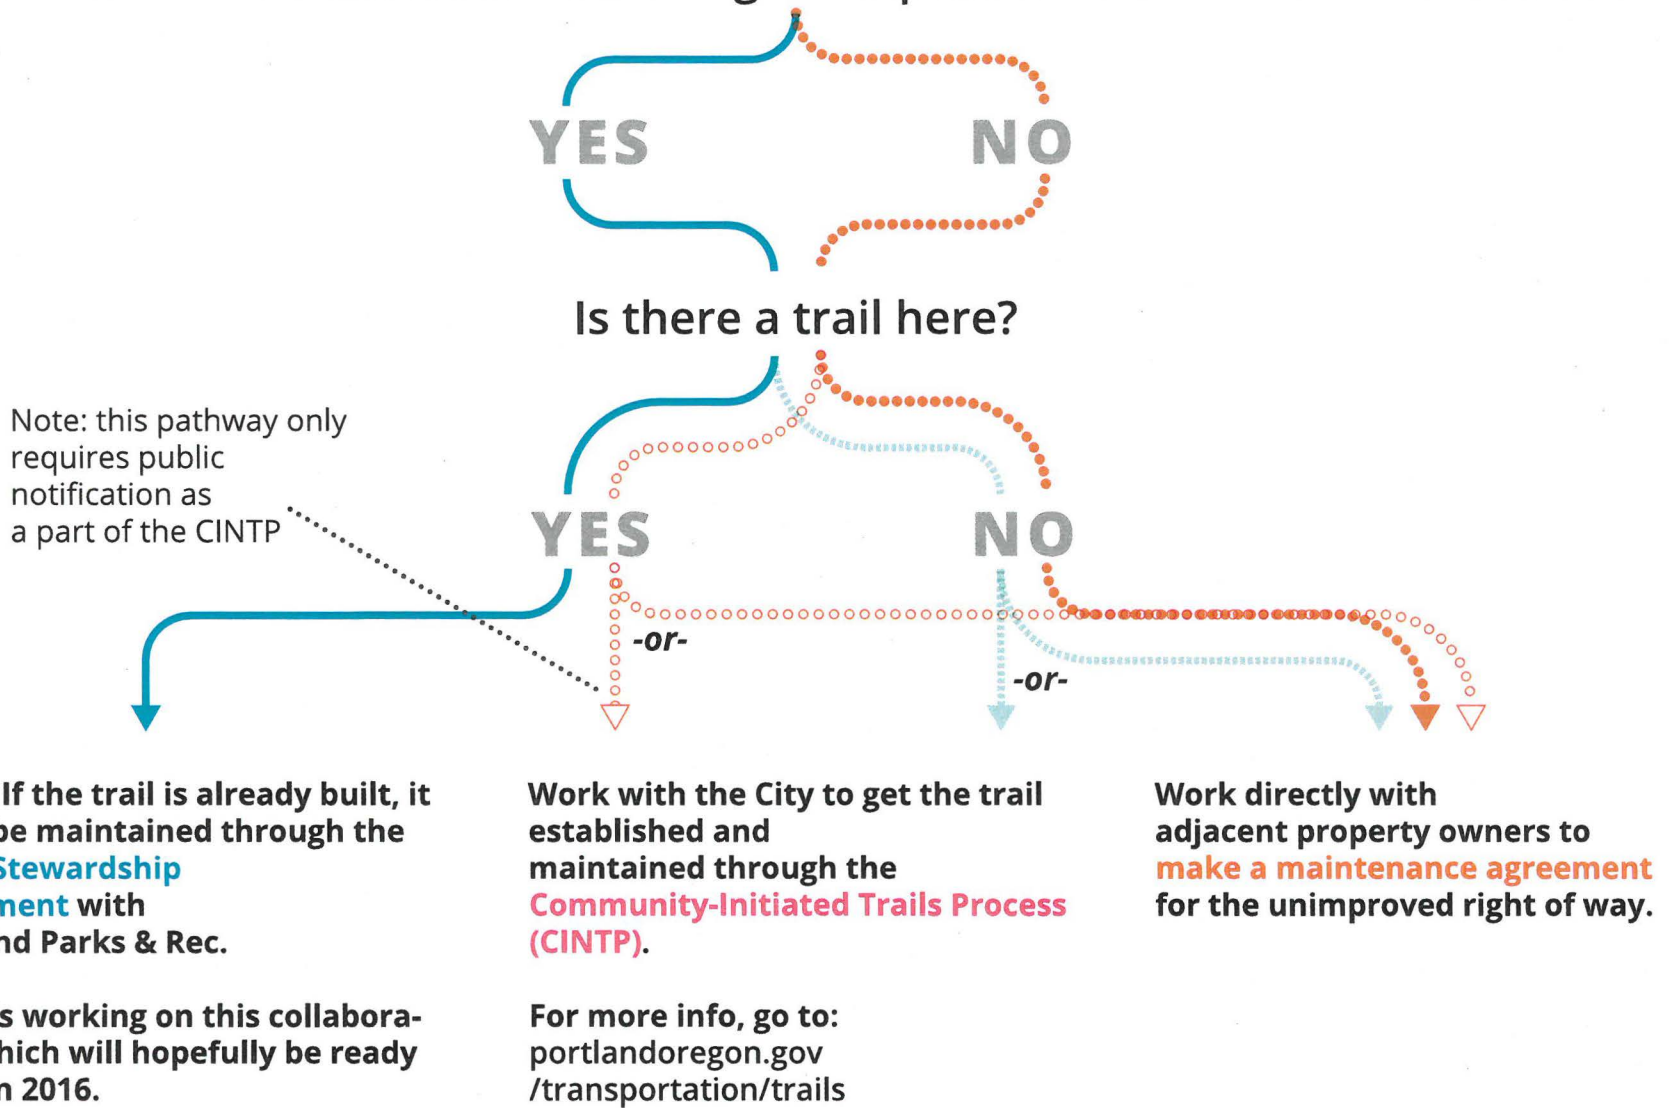 YES
NO
Is there a trail here?
Note: this pathway only
requires public
notification as
a part of the CINTP
YES
NO
-or-
-or-
If the trail is already built, it
be maintained through the
Stewardship
ment with
nd Parks & Rec.
s working on this collabora-
hich will hopefully be ready
n 2016.
Work with the City to get the trail
established and
maintained through the
Community-Initiated Trails Process
(CINTP).
For more info, go to:
portlandoregon.gov
/transportation/trails
Work directly with
adjacent property owners to
make a maintenance agreement
for the unimproved right of way.